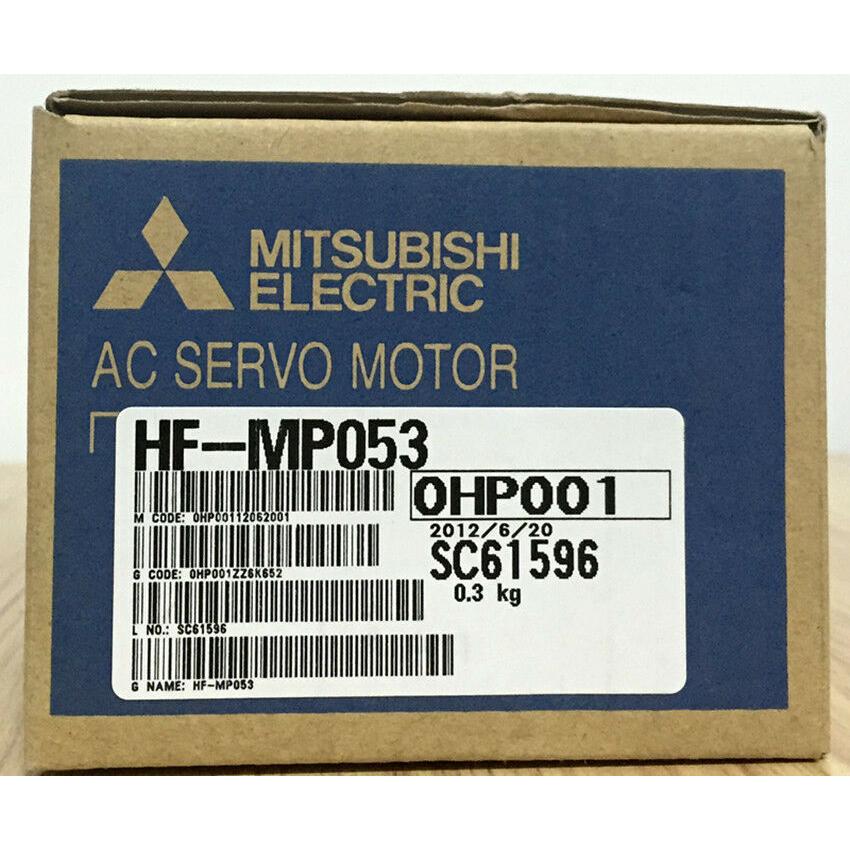 MITSUBISHI
ELECTRIC
AC SERVO MOTOR
HF-MP053
0HP001
M CODE: 0HP00112062001
2012/6/20
SC61596
G CODE: 0HP001ZZ6K652
0.3 kg
L NO.: SC61596
G NAME: HF-MP053